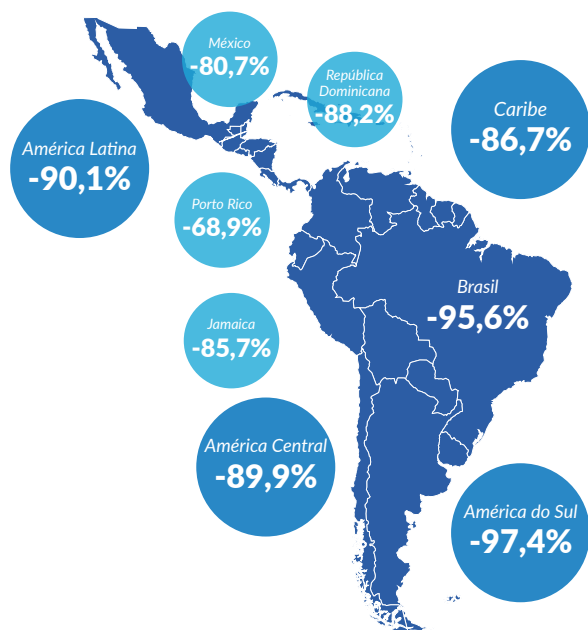 México
-80,7%
República
Dominicana
-88,2%
Caribe
-86,7%
América Latina
-90,1%
Porto Rico
-68,9%
Brasil
-95,6%
Jamaica
-85,7%
América Central
-89,9%
América do Sul
-97,4%